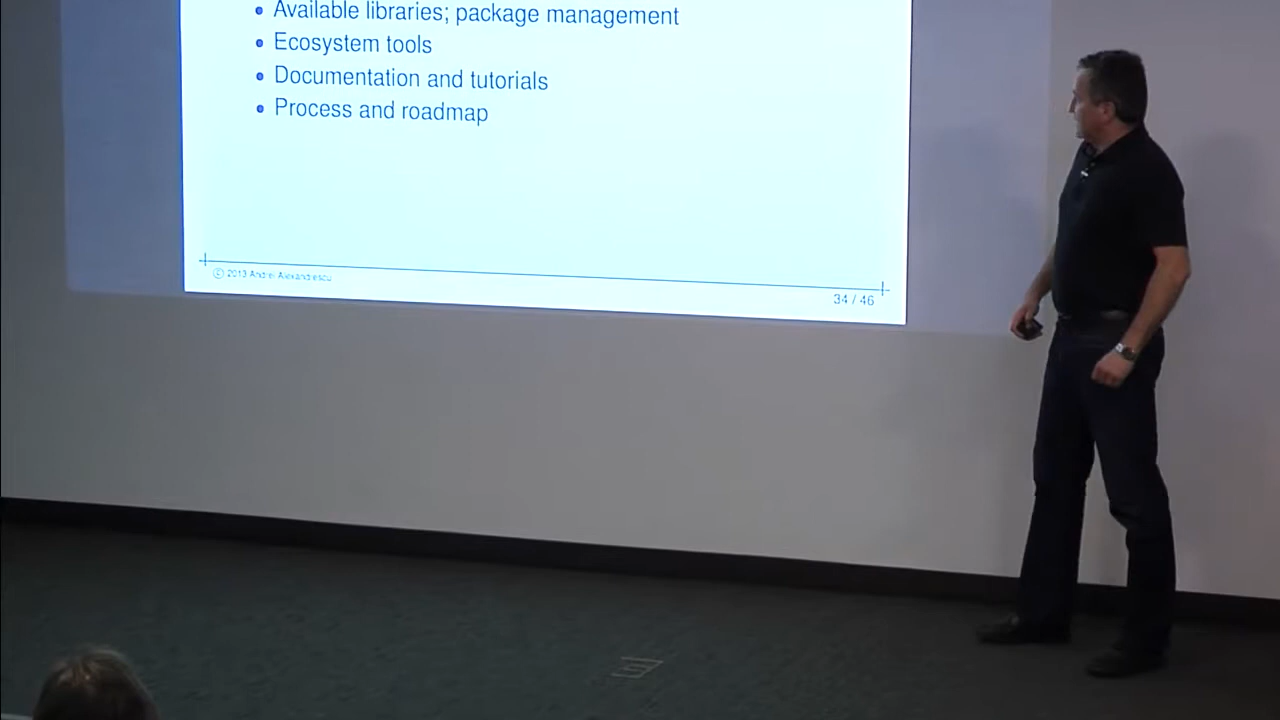 • Available libraries; package management
• Ecosystem tools
• Documentation and tutorials
• Process and roadmap
© 2013 Andrei Alexandrescu
34 / 46